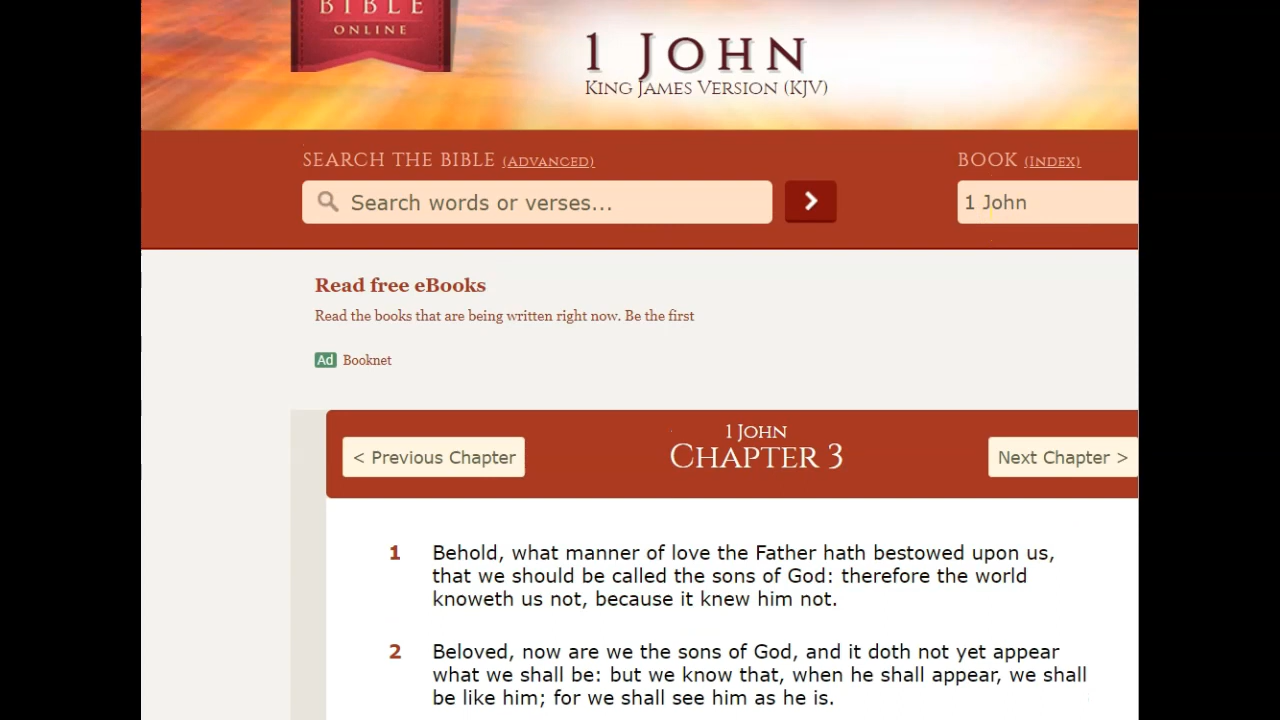 BIBLE
ONLINE
1 John
King James Version (KJV)
Search the Bible (Advanced)
Book (Index)
Search words or verses...
1 John
Read free eBooks
Read the books that are being written right now. Be the first
Ad Booknet
1 John
< Previous Chapter
Chapter 3
Next Chapter >
1 Behold, what manner of love the Father hath bestowed upon us,
that we should be called the sons of God: therefore the world
knoweth us not, because it knew him not.
2 Beloved, now are we the sons of God, and it doth not yet appear
what we shall be: but we know that, when he shall appear, we shall
be like him; for we shall see him as he is.